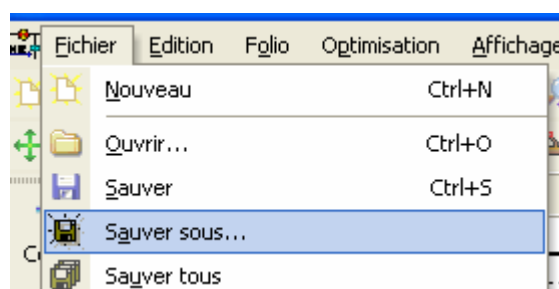 Fichier Edition Folio Optimisation Affichage
Nouveau Ctrl+N
Ouvrir... Ctrl+O
Sauver Ctrl+S
Sauver sous...
Sauver tous